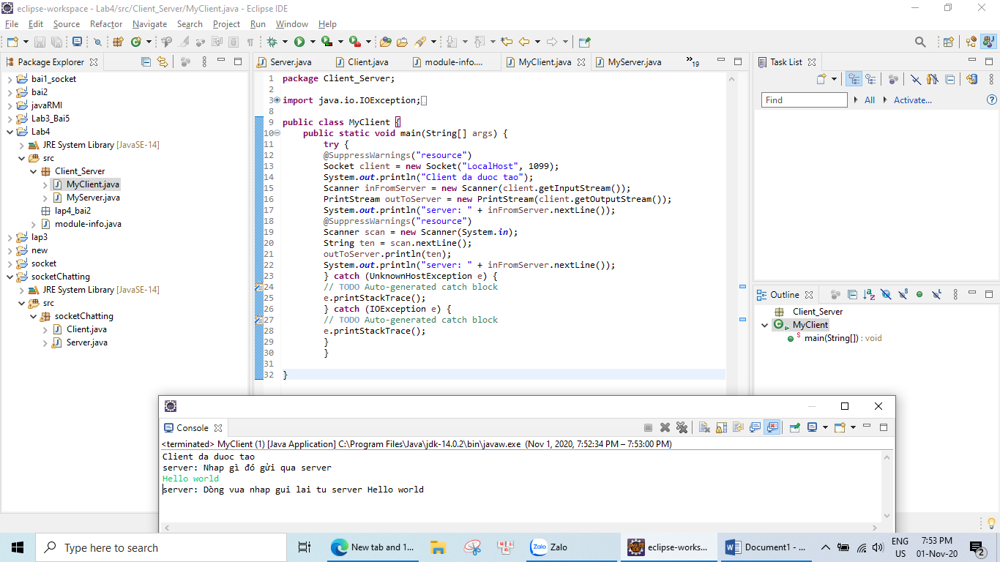 eclipse-workspace - Lab4/src/Client_Server/MyClient.java - Eclipse IDE
File Edit Source Refactor Navigate Search Project Run Window Help
Package Explorer
bai1_socket
bai2
javaRMI
Lab3_Bai5
Lab4
JRE System Library [JavaSE-14]
src
Client_Server
MyClient.java
MyServer.java
lap4_bai2
module-info.java
lap3
new
socket
socketChatting
JRE System Library [JavaSE-14]
src
socketChatting
Client.java
Server.java
Server.java Client.java module-info.... MyClient.java MyServer.java »19
1 package Client_Server;
2
3 import java.io.IOException;
8
9 public class MyClient {
10 public static void main(String[] args) {
11 try {
12 @SuppressWarnings("resource")
13 Socket client = new Socket("LocalHost", 1099);
14 System.out.println("Client da duoc tao");
15 Scanner inFromServer = new Scanner(client.getInputStream());
16 PrintStream outToServer = new PrintStream(client.getOutputStream());
17 System.out.println("server: " + inFromServer.nextLine());
18 @SuppressWarnings("resource")
19 Scanner scan = new Scanner(System.in);
20 String ten = scan.nextLine();
21 outToServer.println(ten);
22 System.out.println("server: " + inFromServer.nextLine());
23 } catch (UnknownHostException e) {
24 // TODO Auto-generated catch block
25 e.printStackTrace();
26 } catch (IOException e) {
27 // TODO Auto-generated catch block
28 e.printStackTrace();
29 }
30 }
31
32 }
Task List
Find All Activate...
Outline
Client_Server
MyClient
main(String[]) : void
Console
<terminated> MyClient (1) [Java Application] C:\Program Files\Java\jdk-14.0.2\bin\javaw.exe (Nov 1, 2020, 7:52:34 PM – 7:53:00 PM)
Client da duoc tao
server: Nhap gì đó gửi qua server
Hello world
server: Dòng vua nhap gui lai tu server Hello world
Type here to search
New tab and 1...
Zalo
Zalo
eclipse-works...
Document1 - ...
ENG
US
7:53 PM
01-Nov-20
2